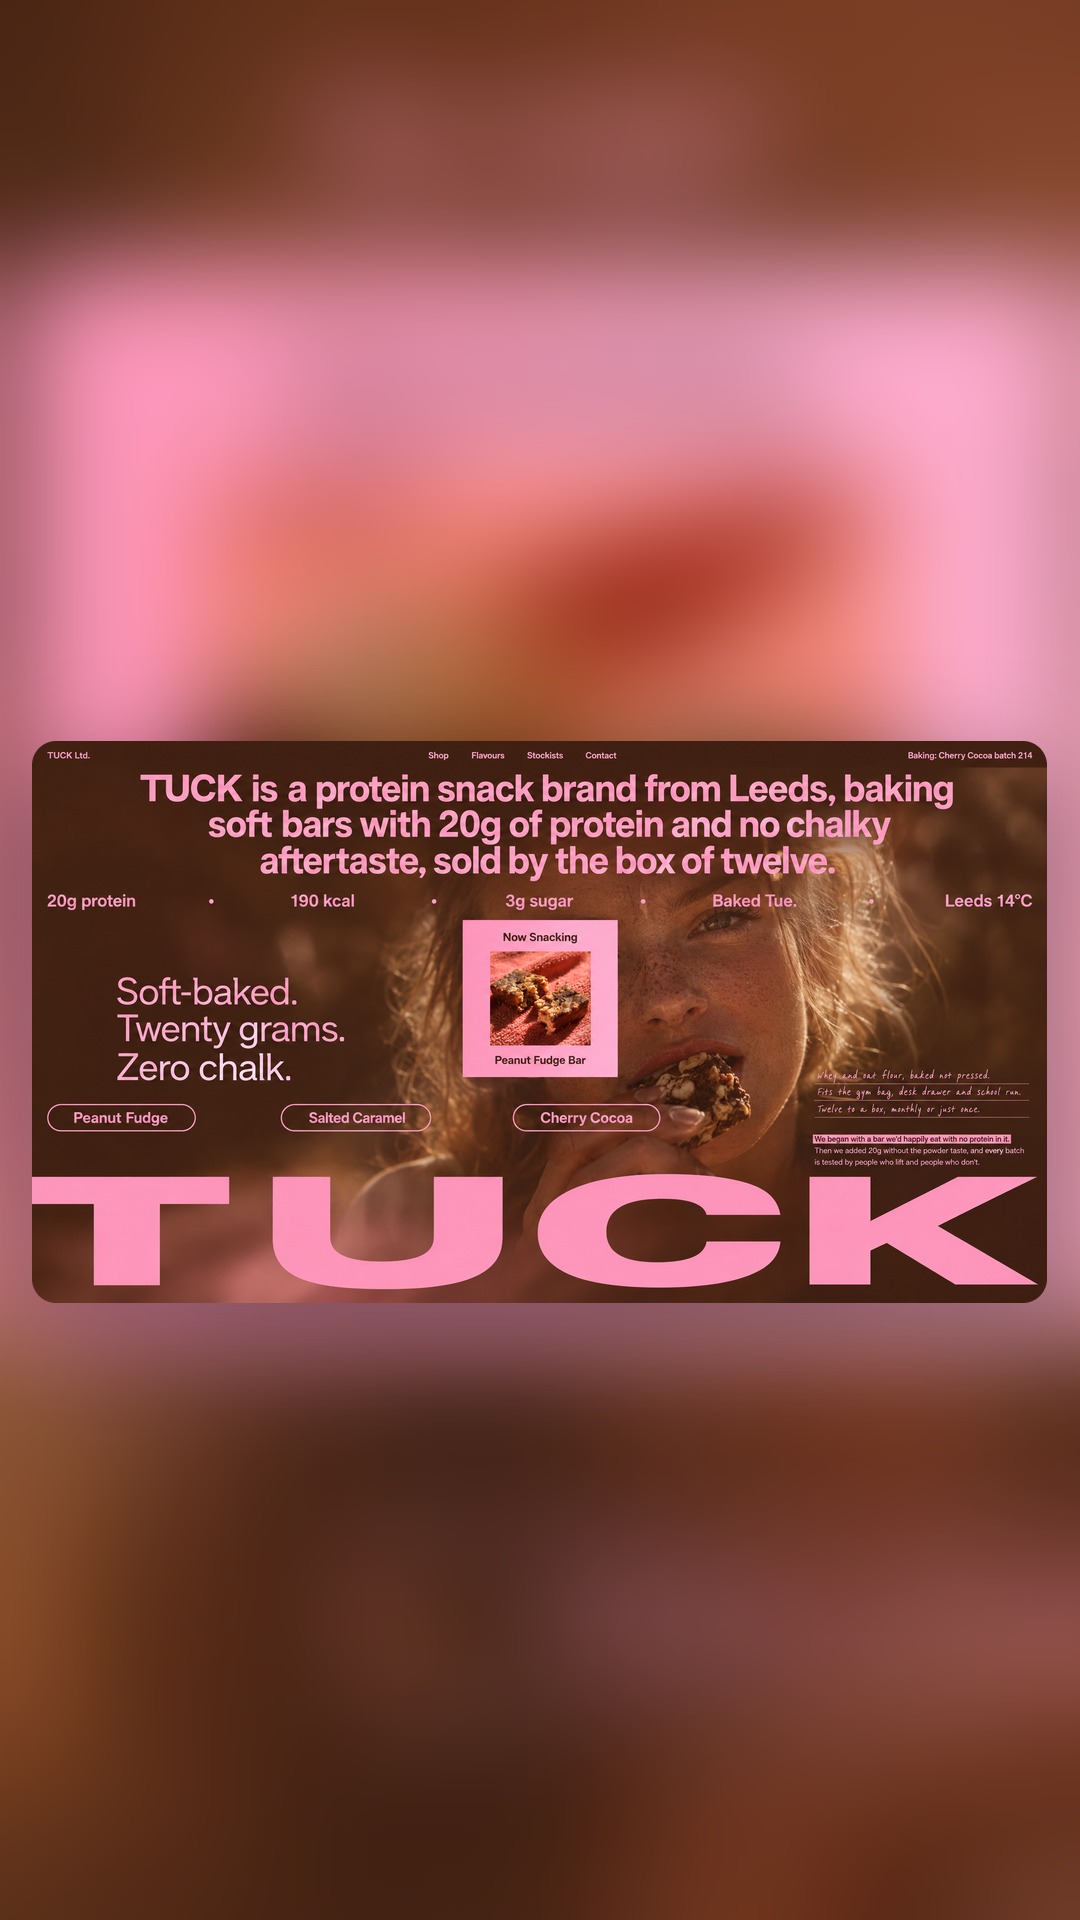 TUCK Ltd.
Shop Flavours Stockists Contact
Baking: Cherry Cocoa batch 214
TUCK is a protein snack brand from Leeds, baking
soft bars with 20g of protein and no chalky
aftertaste, sold by the box of twelve.
20g protein • 190 kcal • 3g sugar • Baked Tue. • Leeds 14°C
Now Snacking
Peanut Fudge Bar
Soft-baked.
Twenty grams.
Zero chalk.
Peanut Fudge
Salted Caramel
Cherry Cocoa
Whey and oat flour, baked not pressed.
Fits the gym bag, desk drawer and school run.
Twelve to a box, monthly or just once.
We began with a bar we'd happily eat with no protein in it.
Then we added 20g without the powder taste, and every batch
is tested by people who lift and people who don't.
TUCK